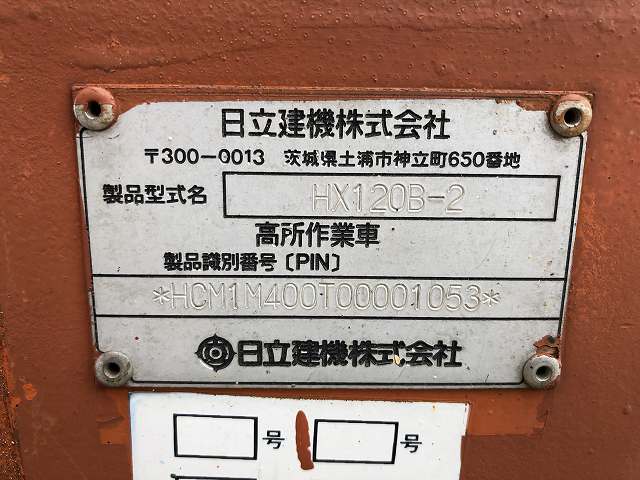 日立建機株式会社
〒300-0013 茨城県土浦市神立町650番地
製品型式名 HX120B-2
高所作業車
製品識別番号〔PIN〕
*HCM1M400T00001053*
日立建機株式会社
号 号